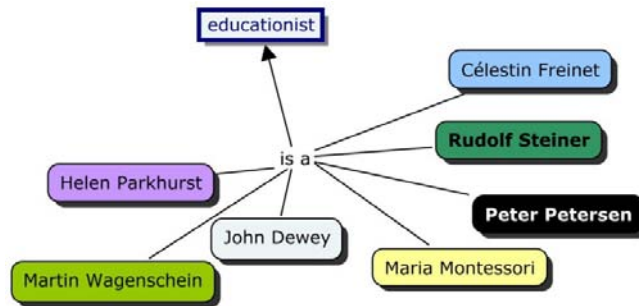 educationist
Célestin Freinet
Rudolf Steiner
is a
Helen Parkhurst
Peter Petersen
John Dewey
Maria Montessori
Martin Wagenschein